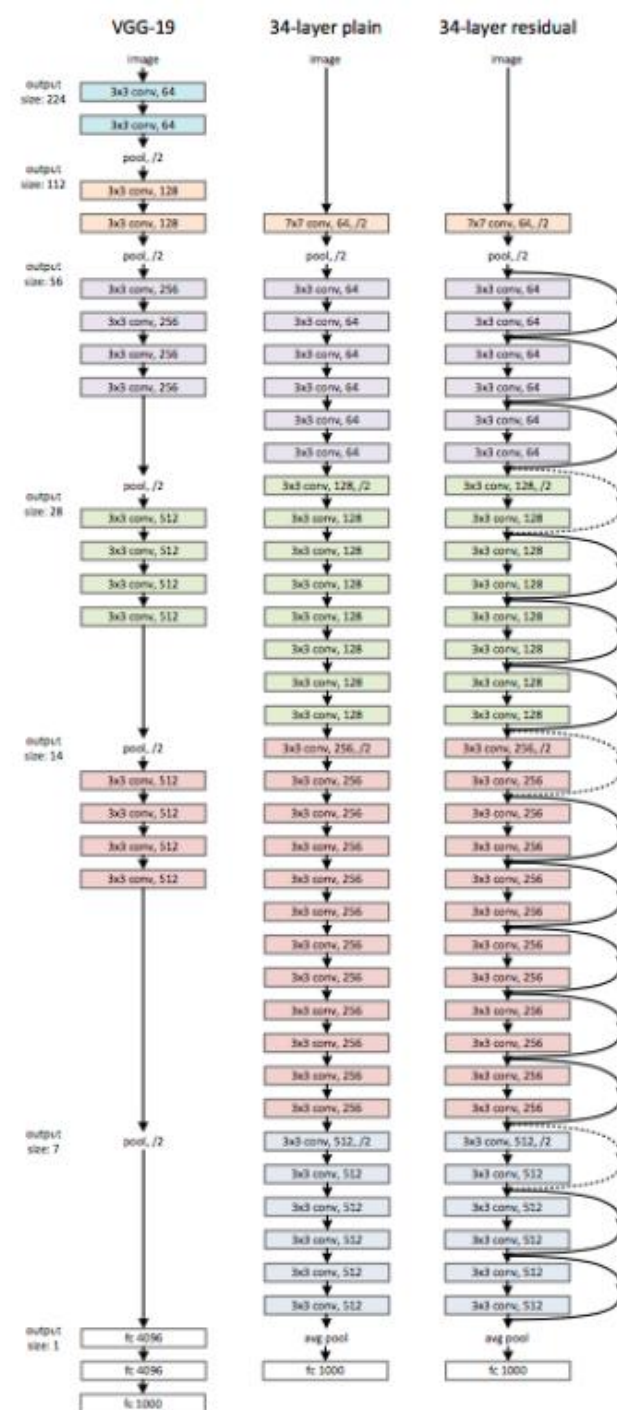 VGG-19
34-layer plain
34-layer residual
output
size: 224
image
3x3 conv, 64
3x3 conv, 64
pool, /2
output
size: 112
3x3 conv, 128
3x3 conv, 128
pool, /2
output
size: 56
3x3 conv, 256
3x3 conv, 256
3x3 conv, 256
3x3 conv, 256
pool, /2
output
size: 28
3x3 conv, 512
3x3 conv, 512
3x3 conv, 512
3x3 conv, 512
pool, /2
output
size: 14
3x3 conv, 512
3x3 conv, 512
3x3 conv, 512
3x3 conv, 512
output
size: 7
pool, /2
output
size: 1
fc 4096
fc 4096
fc 1000
image
7x7 conv, 64, /2
pool, /2
3x3 conv, 64
3x3 conv, 64
3x3 conv, 64
3x3 conv, 64
3x3 conv, 64
3x3 conv, 64
3x3 conv, 128, /2
3x3 conv, 128
3x3 conv, 128
3x3 conv, 128
3x3 conv, 128
3x3 conv, 128
3x3 conv, 128
3x3 conv, 128
3x3 conv, 256, /2
3x3 conv, 256
3x3 conv, 256
3x3 conv, 256
3x3 conv, 256
3x3 conv, 256
3x3 conv, 256
3x3 conv, 256
3x3 conv, 256
3x3 conv, 256
3x3 conv, 256
3x3 conv, 256
3x3 conv, 512, /2
3x3 conv, 512
3x3 conv, 512
3x3 conv, 512
3x3 conv, 512
3x3 conv, 512
avg pool
fc 1000
image
7x7 conv, 64, /2
pool, /2
3x3 conv, 64
3x3 conv, 64
3x3 conv, 64
3x3 conv, 64
3x3 conv, 64
3x3 conv, 64
3x3 conv, 128, /2
3x3 conv, 128
3x3 conv, 128
3x3 conv, 128
3x3 conv, 128
3x3 conv, 128
3x3 conv, 128
3x3 conv, 128
3x3 conv, 256, /2
3x3 conv, 256
3x3 conv, 256
3x3 conv, 256
3x3 conv, 256
3x3 conv, 256
3x3 conv, 256
3x3 conv, 256
3x3 conv, 256
3x3 conv, 256
3x3 conv, 256
3x3 conv, 256
3x3 conv, 512, /2
3x3 conv, 512
3x3 conv, 512
3x3 conv, 512
3x3 conv, 512
3x3 conv, 512
avg pool
fc 1000